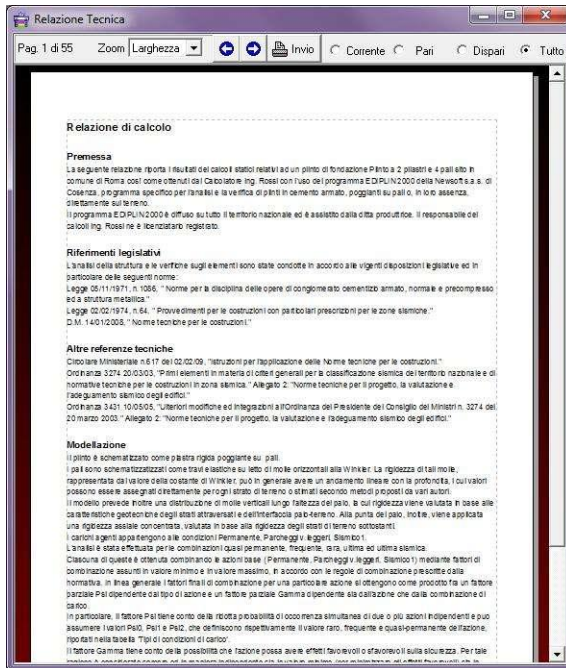 Relazione Tecnica
Pag. 1 di 55 Zoom Larghezza Invio Corrente Pari Dispari Tutto
Relazione di calcolo
Premessa
La seguente relazione riporta i risultati dei calcoli statici relativi ad un plinto di fondazione Plinto a 2 pilastri e 4 pali sito in
comune di Roma così come ottenuti dal Calcolatore Ing. Rossi con l'uso del programma EDIPLIN2000 della Newsoft s.a.s. di
Cosenza, programma specifico per l'analisi e la verifica di plinti in cemento armato, poggianti su pali o, in loro assenza,
direttamente sul terreno.
Il programma EDIPLIN2000 è diffuso su tutto il territorio nazionale ed è assistito dalla ditta produttrice. Il responsabile dei
calcoli Ing. Rossi ne è licenziatario registrato.
Riferimenti legislativi
L'analisi della struttura e le verifiche sugli elementi sono state condotte in accordo alle vigenti disposizioni legislative ed in
particolare delle seguenti norme:
Legge 05/11/1971, n.1086, " Norme per la disciplina delle opere di conglomerato cementizio armato, normale e precompresso
ed a struttura metallica."
Legge 02/02/1974, n.64, " Provvedimenti per le costruzioni con particolari prescrizioni per le zone sismiche."
D.M. 14/01/2008, " Norme tecniche per le costruzioni."
Altre referenze tecniche
Circolare Ministeriale n.617 del 02/02/09, "Istruzioni per l'applicazione delle Norme tecniche per le costruzioni."
Ordinanza 3274 20/03/03, "Primi elementi in materia di criteri generali per la classificazione sismica del territorio nazionale e di
normative tecniche per le costruzioni in zona sismica." Allegato 2: "Norme tecniche per il progetto, la valutazione e
l'adeguamento sismico degli edifici."
Ordinanza 3431 10/05/05, "Ulteriori modifiche ed integrazioni all'Ordinanza del Presidente del Consiglio dei Ministri n. 3274 del
20 marzo 2003." Allegato 2: "Norme tecniche per il progetto, la valutazione e l'adeguamento sismico degli edifici."
Modellazione
Il plinto è schematizzato come piastra rigida poggiante su pali.
I pali sono schematizzatizzati come travi elastiche su letto di molle orizzontali alla Winkler. La rigidezza di tali molle,
rappresentata dal valore della costante di Winkler, può in generale avere un andamento lineare con la profondità, i cui valori
possono essere assegnati direttamente per ogni strato di terreno o stimati secondo metodi proposti da vari autori.
Il modello prevede inoltre una distribuzione di molle verticali lungo l'altezza del palo, la cui rigidezza viene valutata in base alle
caratteristiche geotecniche degli strati attraversati e dell'interfaccia palo-terreno. Alla punta del palo, inoltre, viene applicata
una rigidezza assiale concentrata, valutata in base alla rigidezza degli strati di terreno sottostanti.
I carichi agenti appartengono alle condizioni Permanente, Parcheggi v. leggeri, Sismico1.
L'analisi è stata effettuata per le combinazioni quasi permanente, frequente, rara, ultima ed ultima sismica.
Ciascuna di queste è ottenuta combinando le azioni base (Permanente, Parcheggi v. leggeri, Sismico1) mediante fattori di
combinazione assunti in valore minimo e in valore massimo, in accordo con le regole di combinazione prescritte dalla
normativa. In linea generale i fattori finali di combinazione per una particolare azione si ottengono come prodotto fra un fattore
parziale Psi dipendente dal tipo di azione e un fattore parziale Gamma dipendente sia dall'azione che dalla combinazione di
carico.
In particolare, il fattore Psi tiene conto della ridotta probabilità di occorrenza simultanea di due o più azioni indipendenti e può
assumere i valori Psi0, Psi1 e Psi2, che definiscono rispettivamente il valore raro, frequente e quasi-permanente dell'azione,
riportati nella tabella 'Tipi di condizioni di carico'.
Il fattore Gamma tiene conto della possibilità che l'azione possa avere effetti favorevoli o sfavorevoli sulla sicurezza. Per tale